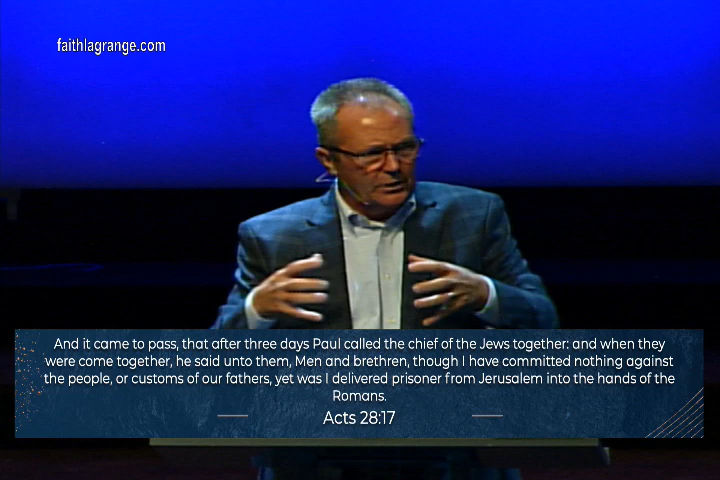 faithlagrange.com
And it came to pass, that after three days Paul called the chief of the Jews together: and when they
were come together, he said unto them, Men and brethren, though I have committed nothing against
the people, or customs of our fathers, yet was I delivered prisoner from Jerusalem into the hands of the
Romans.
Acts 28:17